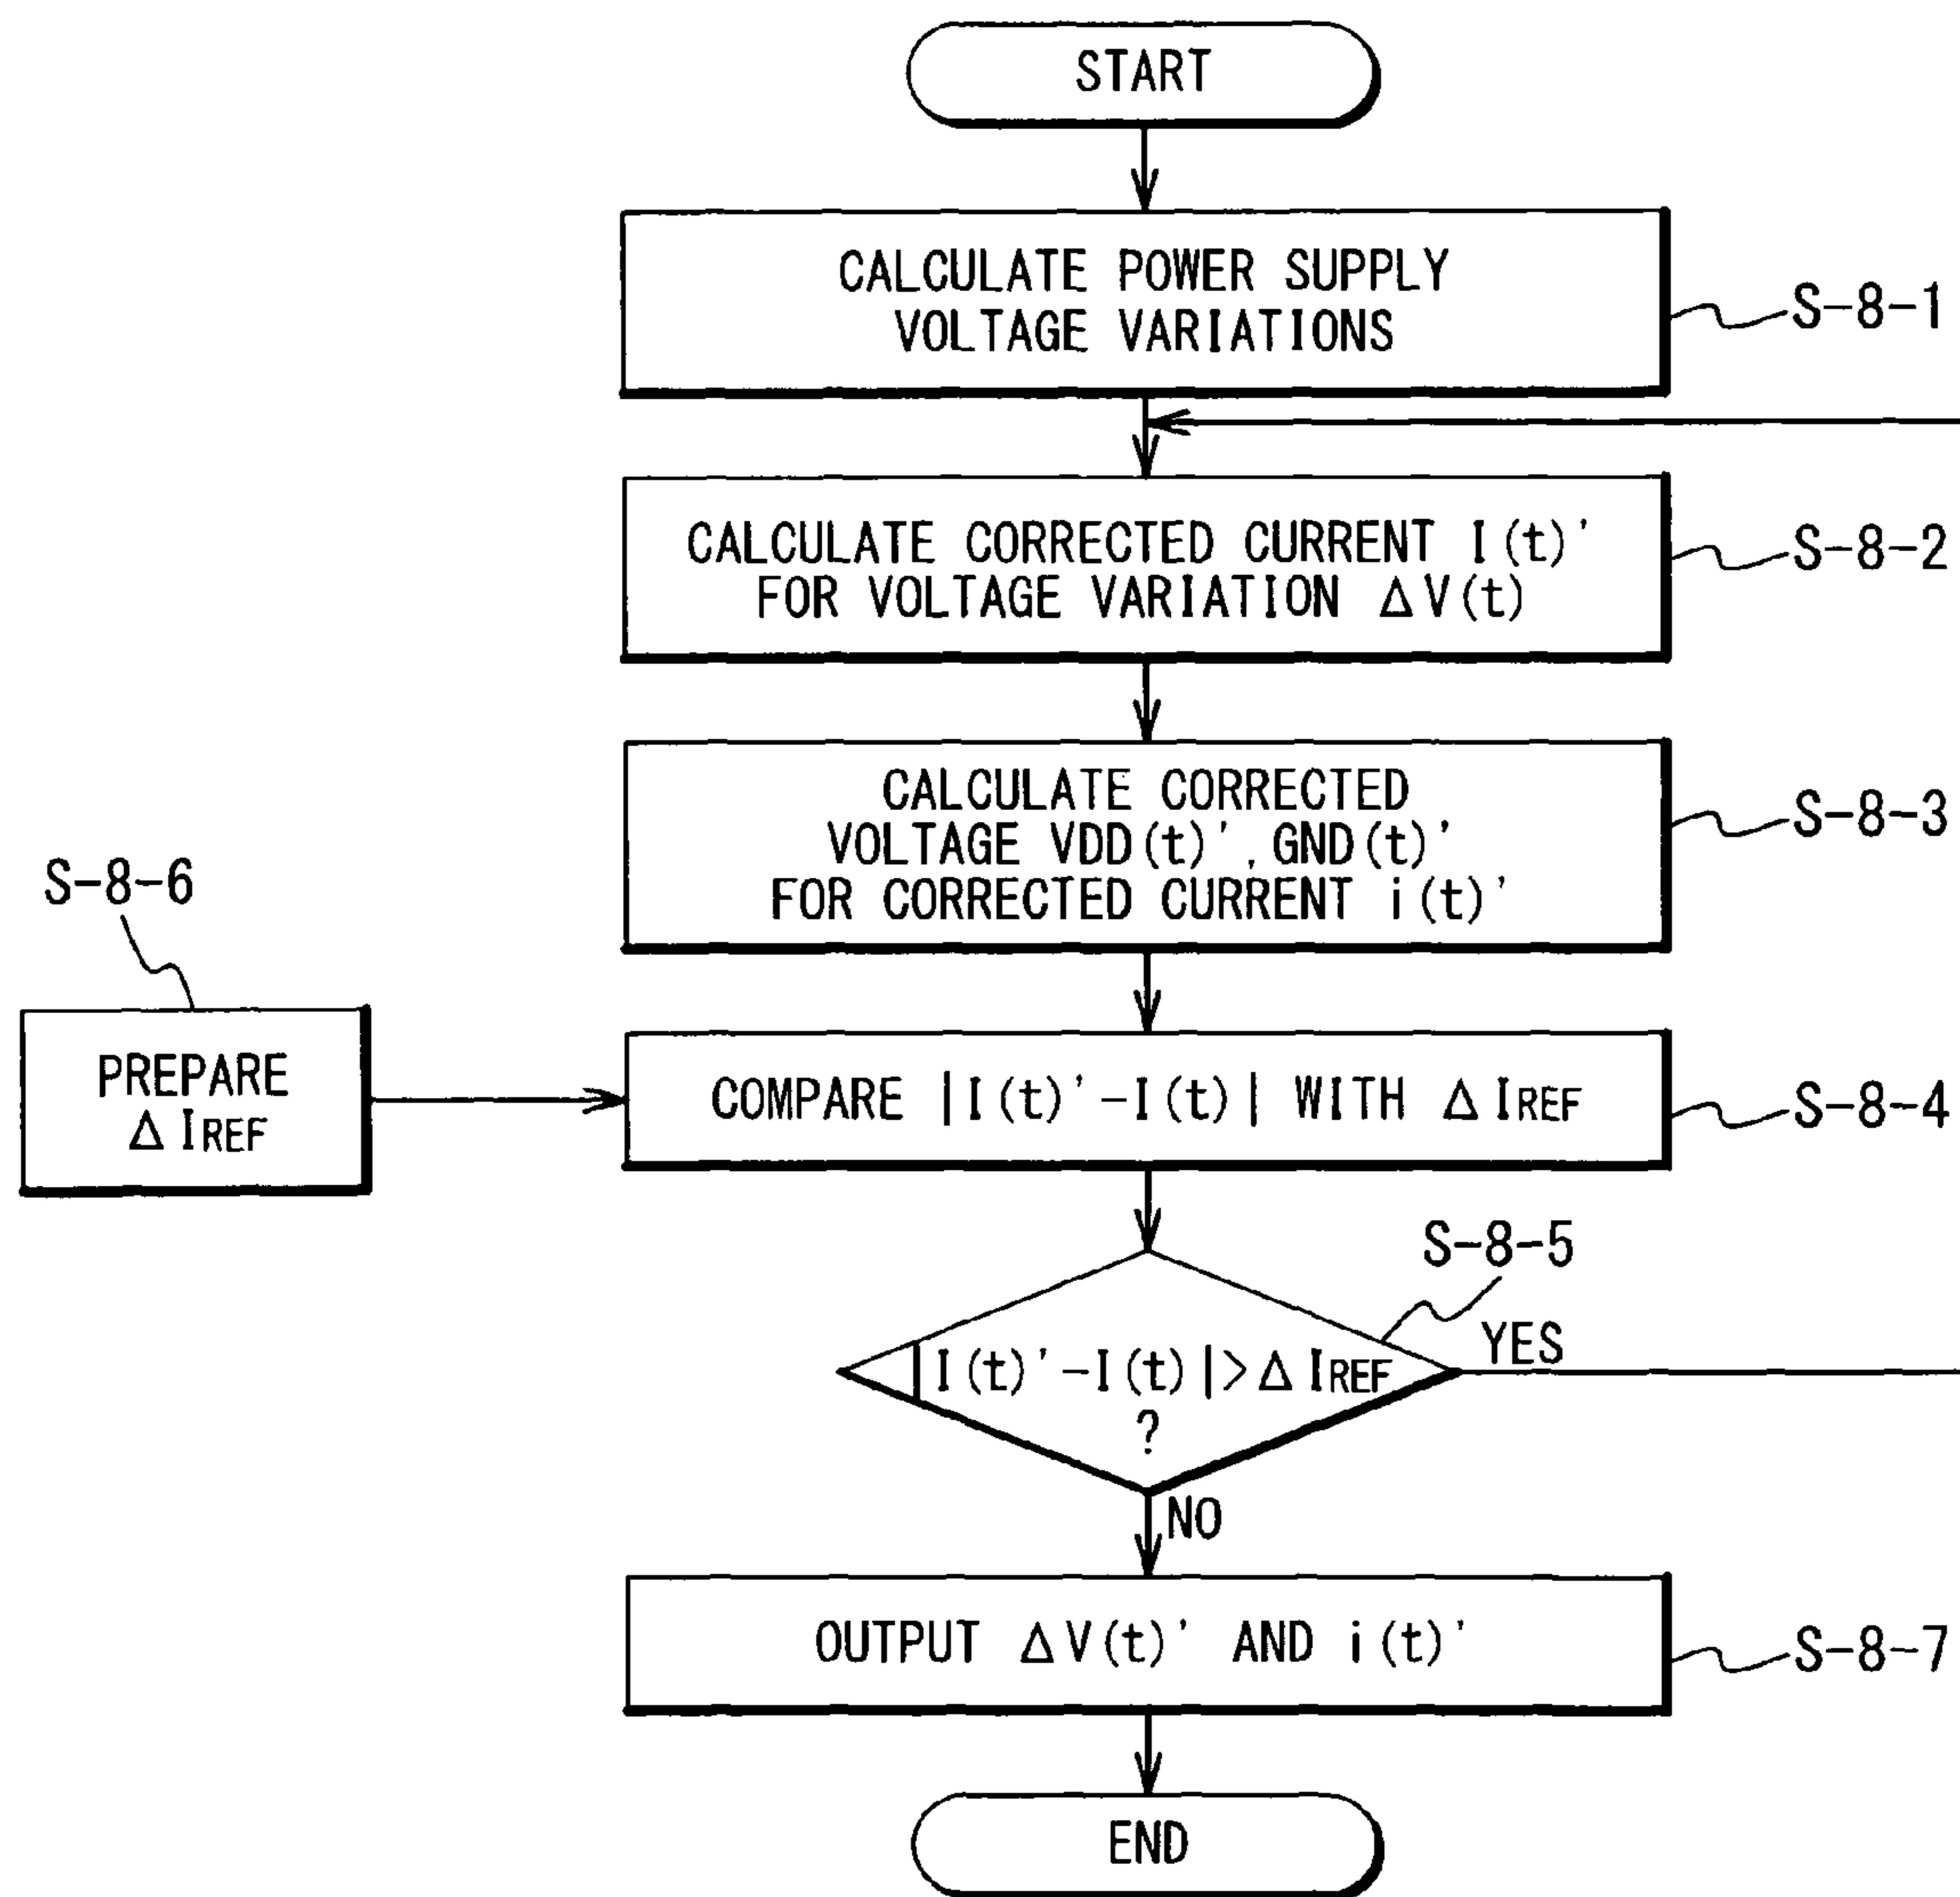 START
CALCULATE POWER SUPPLY
VOLTAGE VARIATIONS
S-8-1
CALCULATE CORRECTED CURRENT I(t)'
FOR VOLTAGE VARIATION ΔV(t)
S-8-2
CALCULATE CORRECTED
VOLTAGE VDD(t)', GND(t)'
FOR CORRECTED CURRENT i(t)'
S-8-3
S-8-6
PREPARE
ΔIREF
COMPARE |I(t)'-I(t)| WITH ΔIREF
S-8-4
S-8-5
|I(t)'-I(t)|>ΔIREF
?
YES
NO
OUTPUT ΔV(t)' AND i(t)'
S-8-7
END